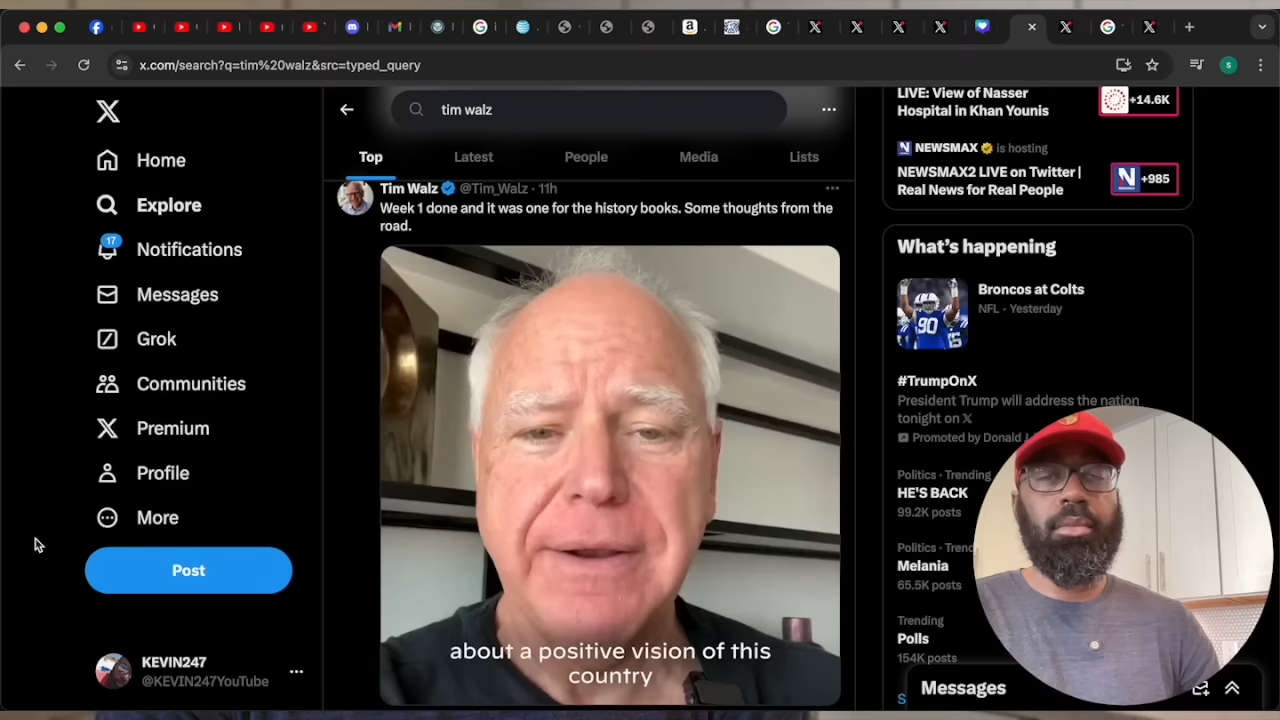 x.com/search?q=tim%20walz&src=typed_query
S
Home
Explore
17
Notifications
Messages
Grok
Communities
Premium
Profile
More
Post
KEVIN247
@KEVIN247YouTube
tim walz
Top
Latest
People
Media
Lists
Tim Walz @Tim_Walz · 11h
Week 1 done and it was one for the history books. Some thoughts from the
road.
about a positive vision of this
country
LIVE: View of Nasser
Hospital in Khan Younis
+14.6K
NEWSMAX is hosting
NEWSMAX2 LIVE on Twitter |
Real News for Real People
+985
What's happening
Broncos at Colts
NFL · Yesterday
#TrumpOnX
President Trump will address the nation
tonight on X
Promoted by Donald J
Politics · Trending
HE'S BACK
99.2K posts
Politics · Trend
Melania
65.5K posts
Trending
Polls
154K posts
Messages